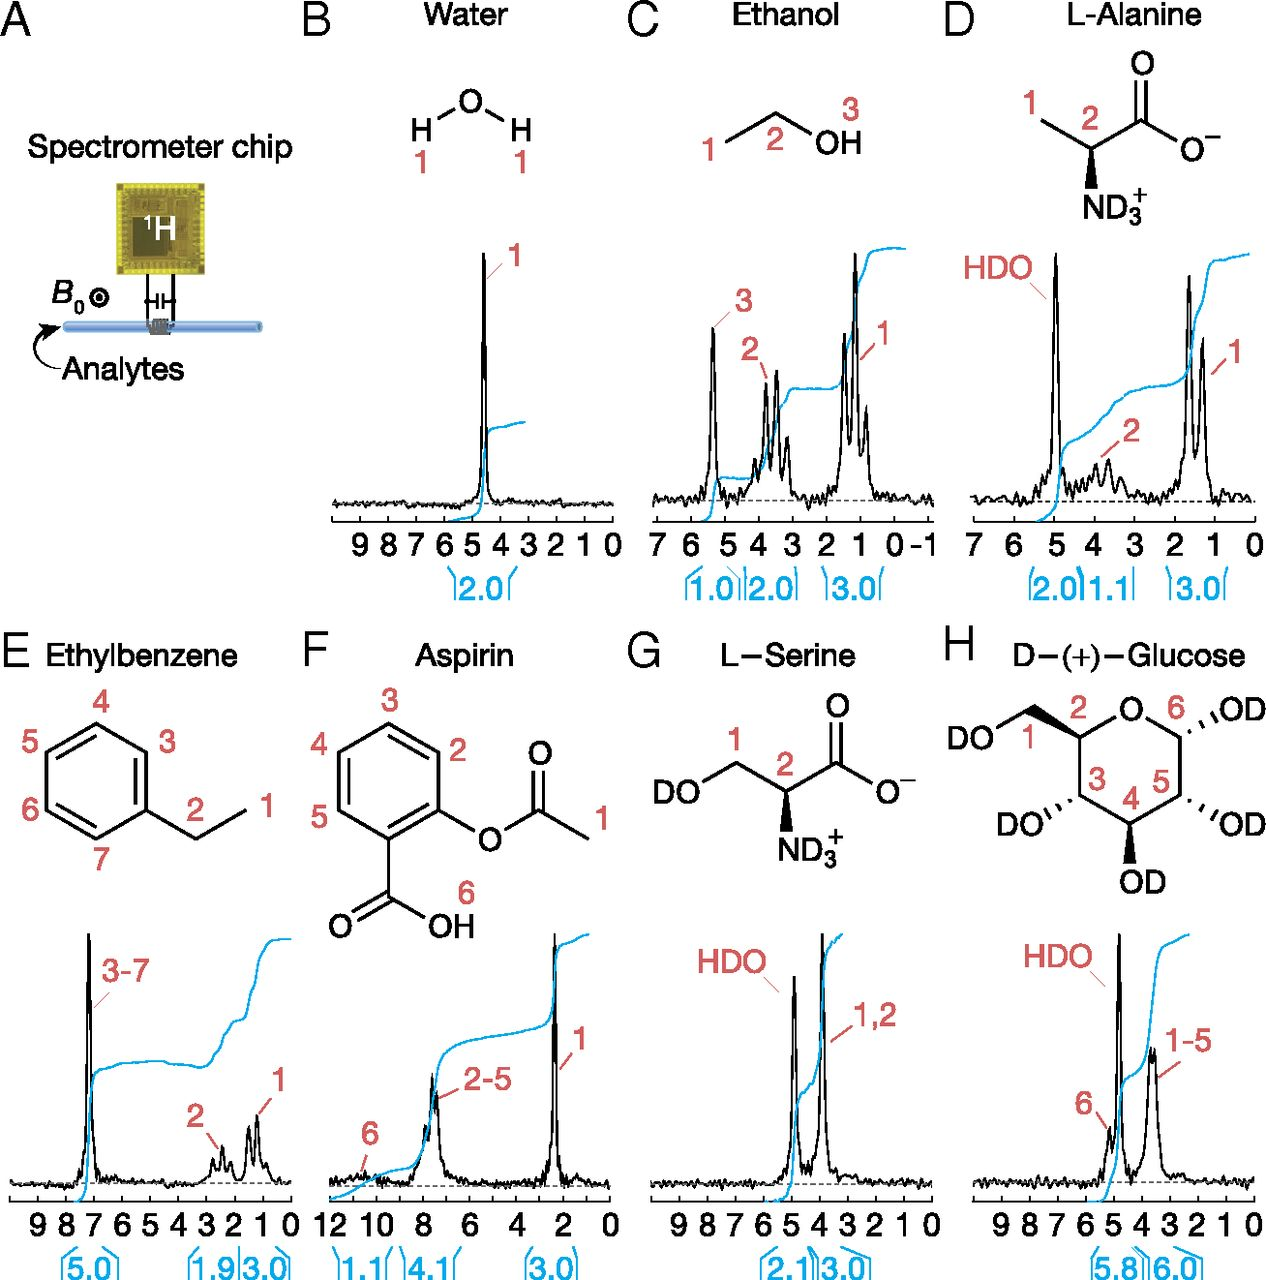 A
Spectrometer chip
¹H
B₀
Analytes
B
Water
O
H H
1 1
1
9 8 7 6 5 4 3 2 1 0
2.0
C
Ethanol
3
1 2 OH
3
2
1
7 6 5 4 3 2 1 0 -1
1.0 2.0 3.0
D
L-Alanine
O
1 2
O⁻
ND₃⁺
HDO
2
1
7 6 5 4 3 2 1 0
2.0 1.1 3.0
E
Ethylbenzene
4
5 3
6 2 1
7
3-7
2
1
9 8 7 6 5 4 3 2 1 0
5.0 1.9 3.0
F
Aspirin
3
4 2 O
5 O 1
6
O OH
6
2-5
1
12 10 8 6 4 2 0
1.1 4.1 3.0
G
L–Serine
O
1 2
DO O⁻
ND₃⁺
HDO
1,2
9 8 7 6 5 4 3 2 1 0
2.1 3.0
H
D–(+)–Glucose
2 O 6 OD
DO 1
3 5
4
DO OD
OD
HDO
1-5
6
9 8 7 6 5 4 3 2 1 0
5.8 6.0